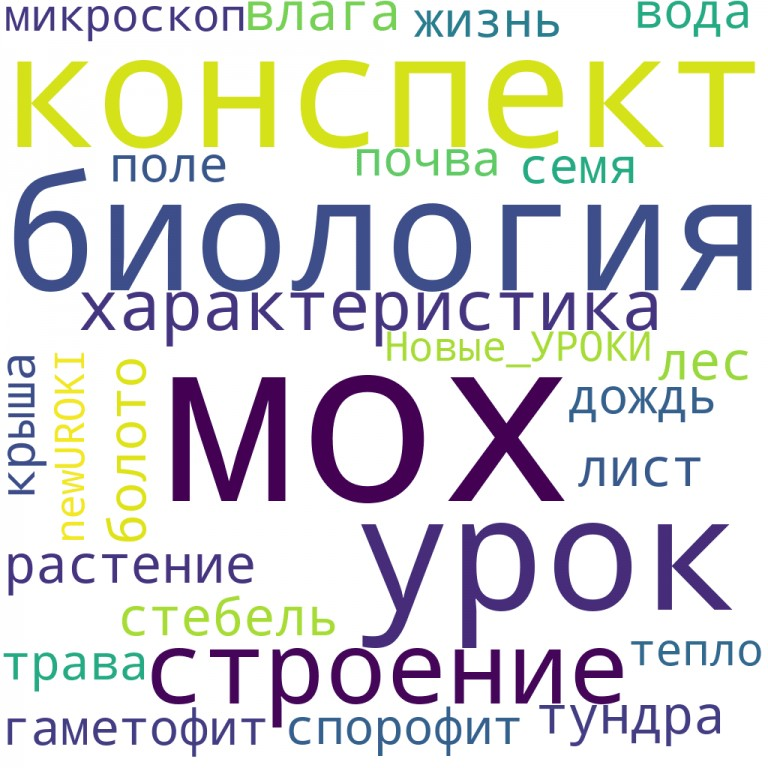 микроскоп влага жизнь вода
конспект
поле почва семя
биология
характеристика
Новые_УРОКИ лес
крыша newUROKI болото мох дождь
лист
урок
растение
стебель
трава строение тепло
гаметофит спорофит тундра